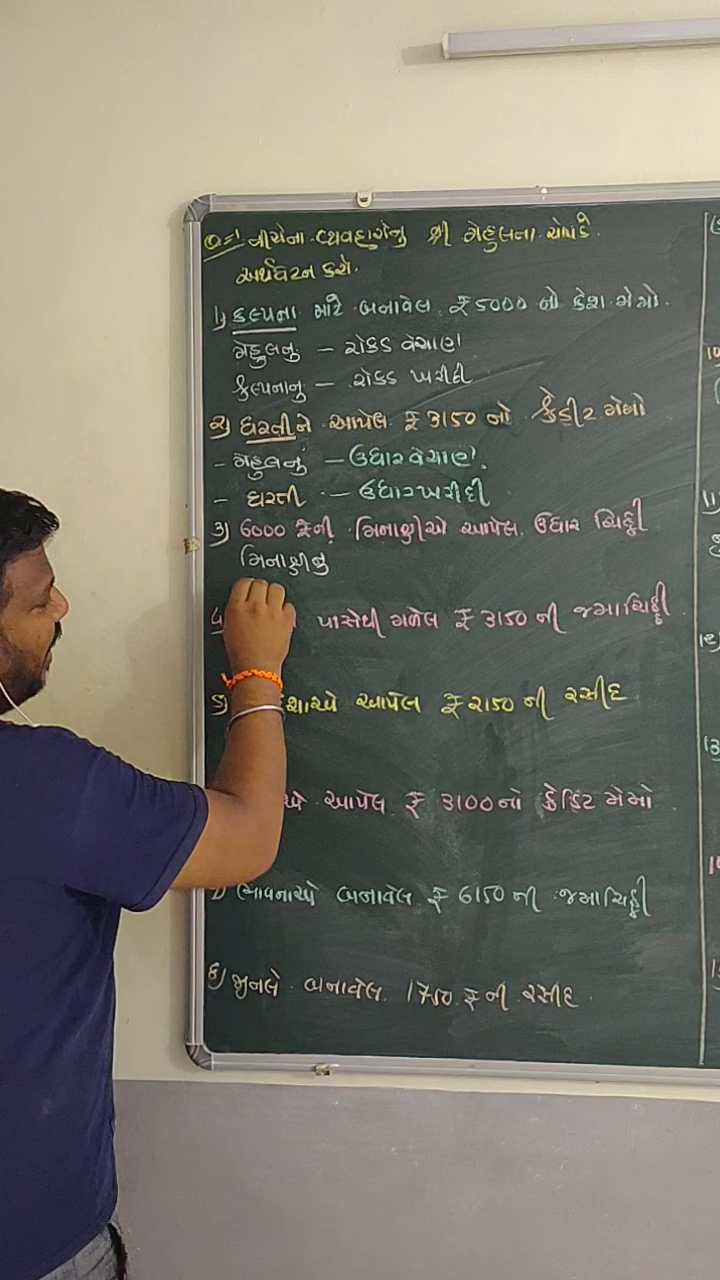 Q=1 નીચેના વ્યવહારોનું શ્રી મેહુલના ચોપડે
અર્થઘટન કરો.
1) કલ્પના માટે બનાવેલ ₹5000 નો કેશ મેમો.
મેહુલનું – રોકડ વેચાણ
કલ્પનાનુ – રોકડ ખરીદી
2) ધરતીને આપેલ ₹ 3150 નો ક્રેડીટ મેમો
- મેહુલનું – ઉધાર વેચાણ.
- ધરતી – ઉધાર ખરીદી
3) 6000 ₹ની મિનાક્ષીએ આપેલ ઉધાર ચિઠ્ઠી
મિનાક્ષીનુ
પાસેથી મળેલ ₹ 3150 ની જમાચિઠ્ઠી
5) આપેલ ₹ 2150 ની રસીદ
આપેલ ₹ 3100નો ક્રેડિટ મેમો
ભાવનાએ બનાવેલ ₹ 6150 ની જમાચિઠ્ઠી
8) બનાવેલ 1750 ₹ ની રસીદ.